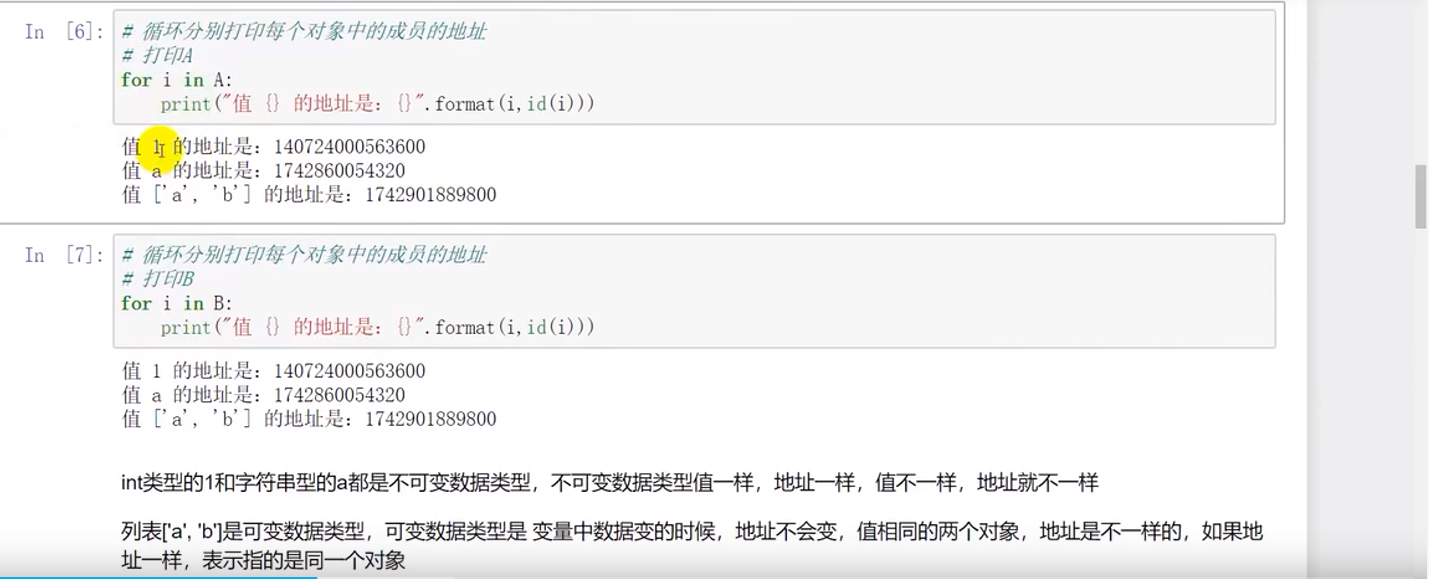 In [6]: # 循环分别打印每个对象中的成员的地址
# 打印A
for i in A:
    print("值 {} 的地址是: {}".format(i,id(i)))
值 1 的地址是: 140724000563600
值 a 的地址是: 1742860054320
值 ['a', 'b'] 的地址是: 1742901889800
In [7]: # 循环分别打印每个对象中的成员的地址
# 打印B
for i in B:
    print("值 {} 的地址是: {}".format(i,id(i)))
值 1 的地址是: 140724000563600
值 a 的地址是: 1742860054320
值 ['a', 'b'] 的地址是: 1742901889800
int类型的1和字符串型的a都是不可变数据类型，不可变数据类型值一样，地址一样，值不一样，地址就不一样
列表['a', 'b']是可变数据类型，可变数据类型是 变量中数据变的时候，地址不会变，值相同的两个对象，地址是不一样的，如果地
址一样，表示指的是同一个对象